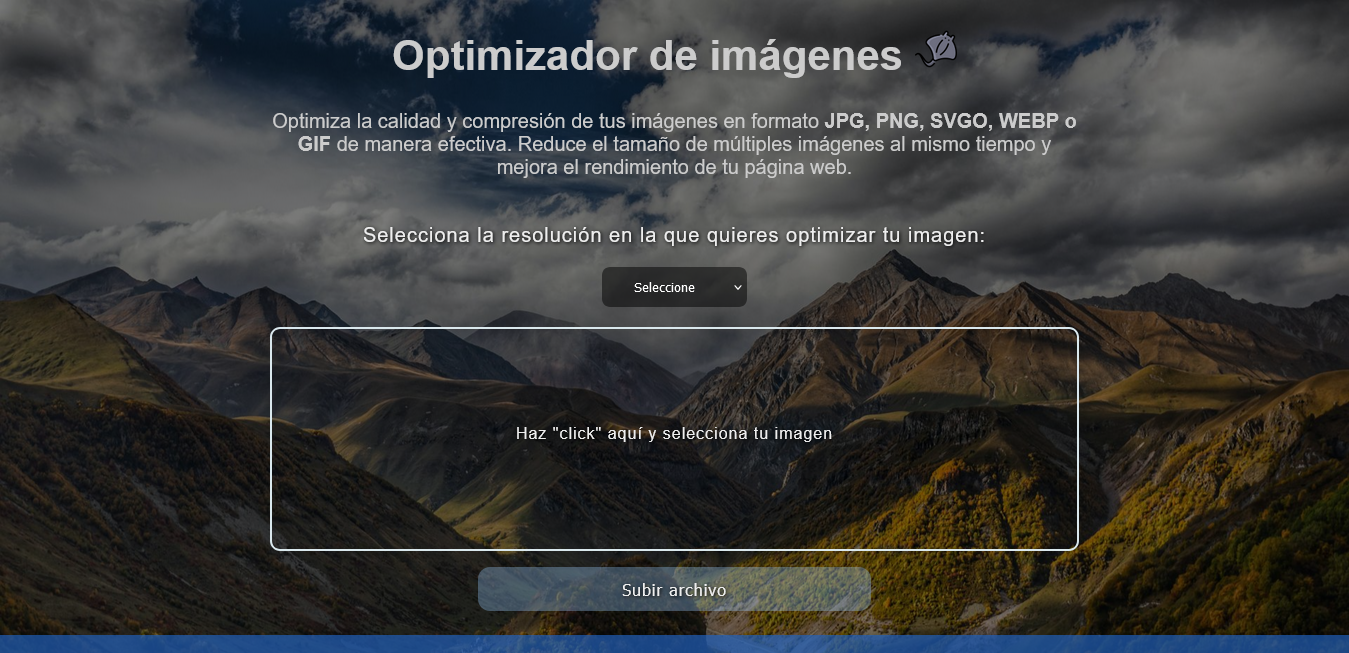 Optimizador de imágenes
Optimiza la calidad y compresión de tus imágenes en formato JPG, PNG, SVGO, WEBP o
GIF de manera efectiva. Reduce el tamaño de múltiples imágenes al mismo tiempo y
mejora el rendimiento de tu página web.
Selecciona la resolución en la que quieres optimizar tu imagen:
Seleccione
Haz "click" aquí y selecciona tu imagen
Subir archivo